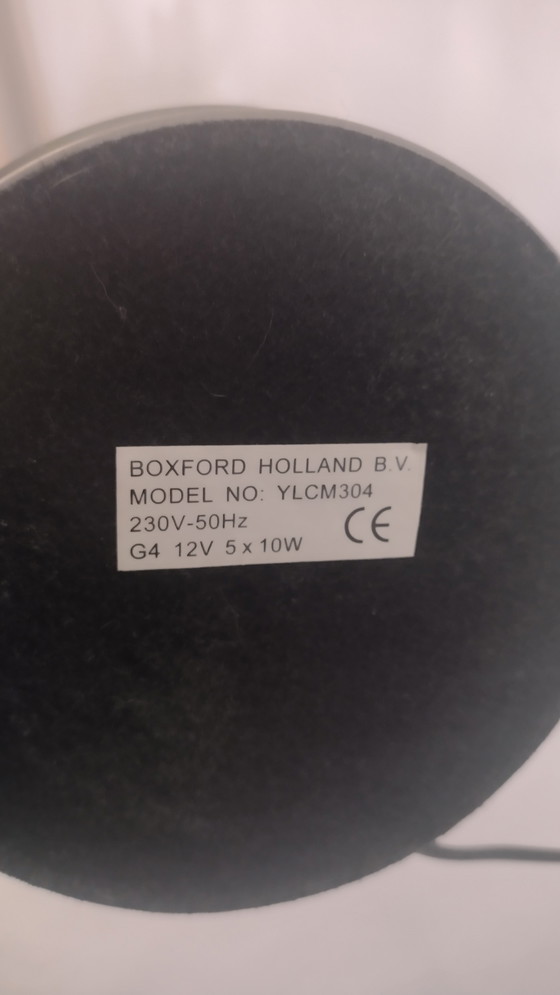 BOXFORD HOLLAND B.V.
MODEL NO: YLCM304
230V-50Hz
CE
G4 12V 5 x 10W